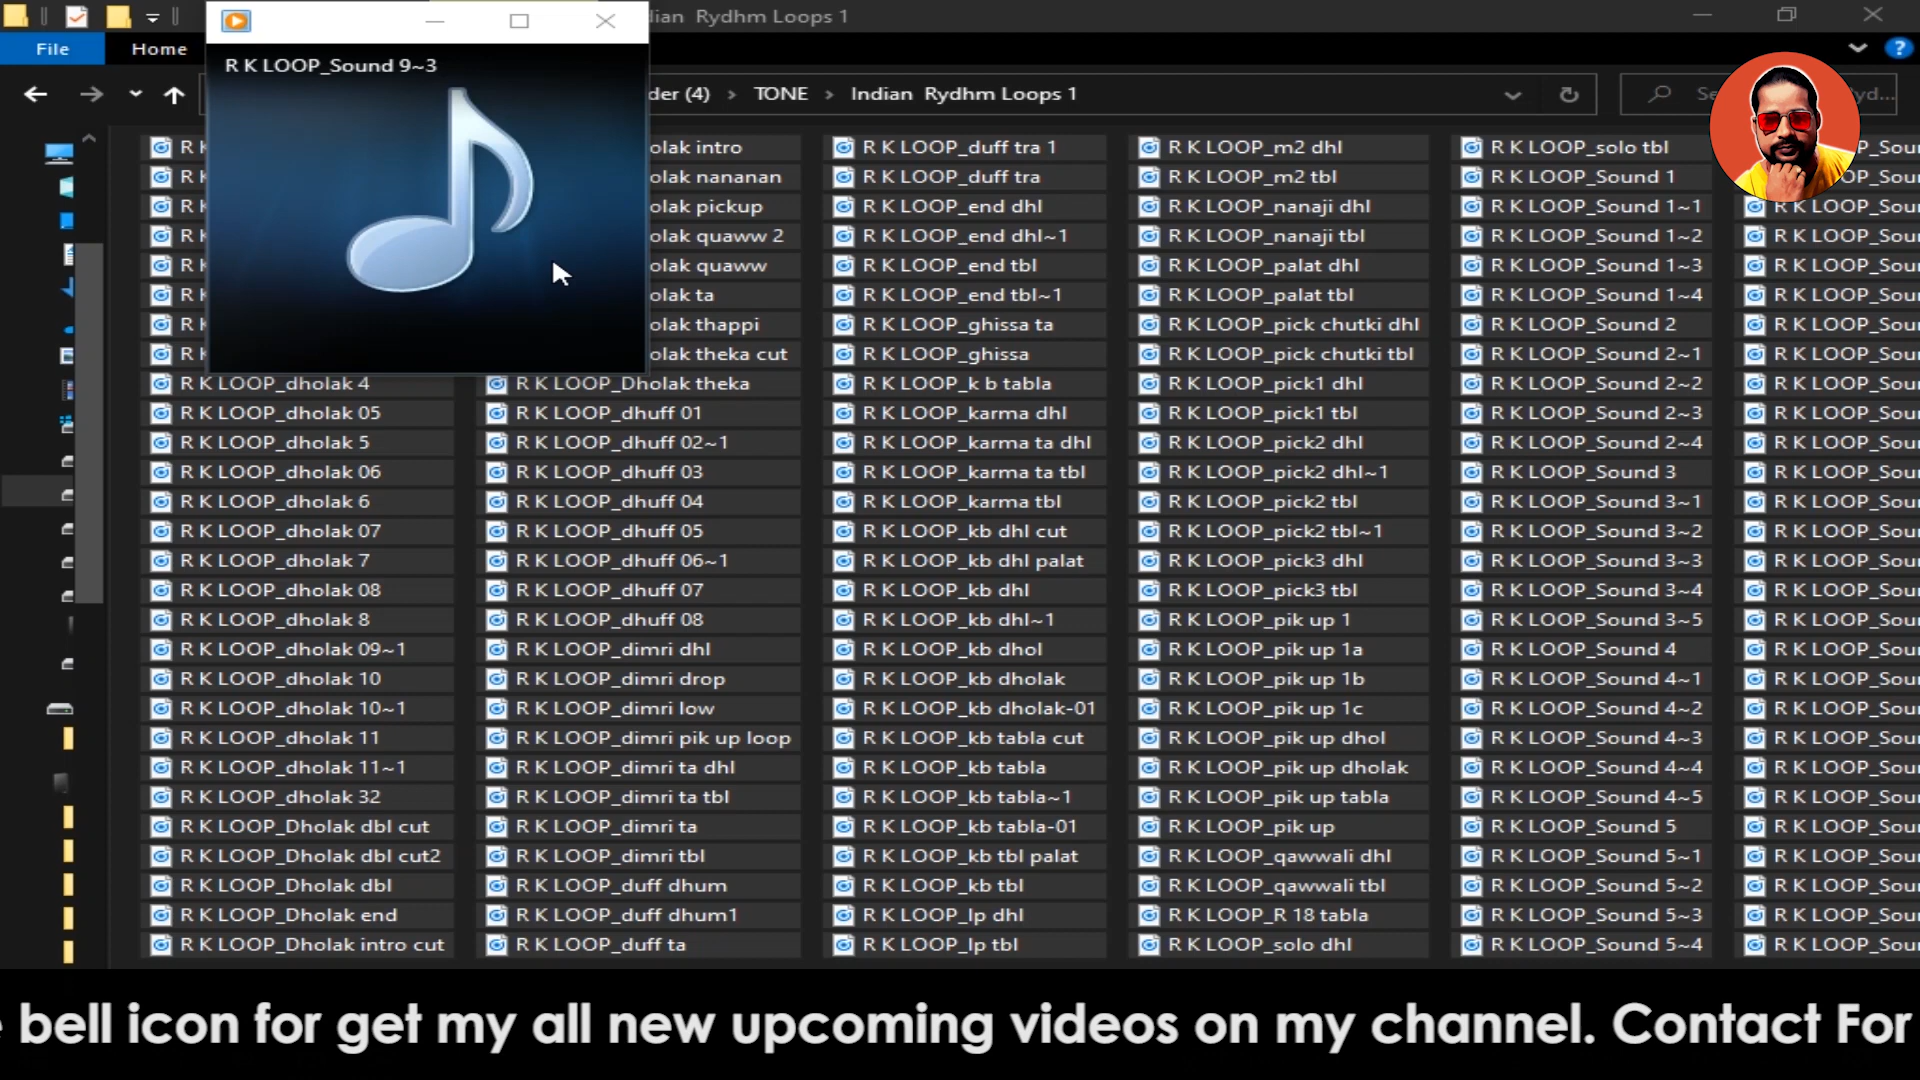 Indian Rydhm Loops 1
File
Home
R K LOOP_Sound 9~3
TONE
Indian Rydhm Loops 1
R K LOOP_dholak 4
R K LOOP_dholak 05
R K LOOP_dholak 5
R K LOOP_dholak 06
R K LOOP_dholak 6
R K LOOP_dholak 07
R K LOOP_dholak 7
R K LOOP_dholak 08
R K LOOP_dholak 8
R K LOOP_dholak 09~1
R K LOOP_dholak 10
R K LOOP_dholak 10~1
R K LOOP_dholak 11
R K LOOP_dholak 11~1
R K LOOP_dholak 32
R K LOOP_Dholak dbl cut
R K LOOP_Dholak dbl cut2
R K LOOP_Dholak dbl
R K LOOP_Dholak end
R K LOOP_Dholak intro cut
olak intro
olak nananan
olak pickup
olak quaww 2
olak quaww
olak ta
olak thappi
olak theka cut
R K LOOP_Dholak theka
R K LOOP_dhuff 01
R K LOOP_dhuff 02~1
R K LOOP_dhuff 03
R K LOOP_dhuff 04
R K LOOP_dhuff 05
R K LOOP_dhuff 06~1
R K LOOP_dhuff 07
R K LOOP_dhuff 08
R K LOOP_dimri dhl
R K LOOP_dimri drop
R K LOOP_dimri low
R K LOOP_dimri pik up loop
R K LOOP_dimri ta dhl
R K LOOP_dimri ta tbl
R K LOOP_dimri ta
R K LOOP_dimri tbl
R K LOOP_duff dhum
R K LOOP_duff dhum1
R K LOOP_duff ta
R K LOOP_duff tra 1
R K LOOP_duff tra
R K LOOP_end dhl
R K LOOP_end dhl~1
R K LOOP_end tbl
R K LOOP_end tbl~1
R K LOOP_ghissa ta
R K LOOP_ghissa
R K LOOP_k b tabla
R K LOOP_karma dhl
R K LOOP_karma ta dhl
R K LOOP_karma ta tbl
R K LOOP_karma tbl
R K LOOP_kb dhl cut
R K LOOP_kb dhl palat
R K LOOP_kb dhl
R K LOOP_kb dhl~1
R K LOOP_kb dhol
R K LOOP_kb dholak
R K LOOP_kb dholak-01
R K LOOP_kb tabla cut
R K LOOP_kb tabla
R K LOOP_kb tabla~1
R K LOOP_kb tabla-01
R K LOOP_kb tbl palat
R K LOOP_kb tbl
R K LOOP_lp dhl
R K LOOP_lp tbl
R K LOOP_m2 dhl
R K LOOP_m2 tbl
R K LOOP_nanaji dhl
R K LOOP_nanaji tbl
R K LOOP_palat dhl
R K LOOP_palat tbl
R K LOOP_pick chutki dhl
R K LOOP_pick chutki tbl
R K LOOP_pick1 dhl
R K LOOP_pick1 tbl
R K LOOP_pick2 dhl
R K LOOP_pick2 dhl~1
R K LOOP_pick2 tbl
R K LOOP_pick2 tbl~1
R K LOOP_pick3 dhl
R K LOOP_pick3 tbl
R K LOOP_pik up 1
R K LOOP_pik up 1a
R K LOOP_pik up 1b
R K LOOP_pik up 1c
R K LOOP_pik up dhol
R K LOOP_pik up dholak
R K LOOP_pik up tabla
R K LOOP_pik up
R K LOOP_qawwali dhl
R K LOOP_qawwali tbl
R K LOOP_R 18 tabla
R K LOOP_solo dhl
R K LOOP_solo tbl
R K LOOP_Sound 1
R K LOOP_Sound 1~1
R K LOOP_Sound 1~2
R K LOOP_Sound 1~3
R K LOOP_Sound 1~4
R K LOOP_Sound 2
R K LOOP_Sound 2~1
R K LOOP_Sound 2~2
R K LOOP_Sound 2~3
R K LOOP_Sound 2~4
R K LOOP_Sound 3
R K LOOP_Sound 3~1
R K LOOP_Sound 3~2
R K LOOP_Sound 3~3
R K LOOP_Sound 3~4
R K LOOP_Sound 3~5
R K LOOP_Sound 4
R K LOOP_Sound 4~1
R K LOOP_Sound 4~2
R K LOOP_Sound 4~3
R K LOOP_Sound 4~4
R K LOOP_Sound 4~5
R K LOOP_Sound 5
R K LOOP_Sound 5~1
R K LOOP_Sound 5~2
R K LOOP_Sound 5~3
R K LOOP_Sound 5~4
bell icon for get my all new upcoming videos on my channel. Contact For